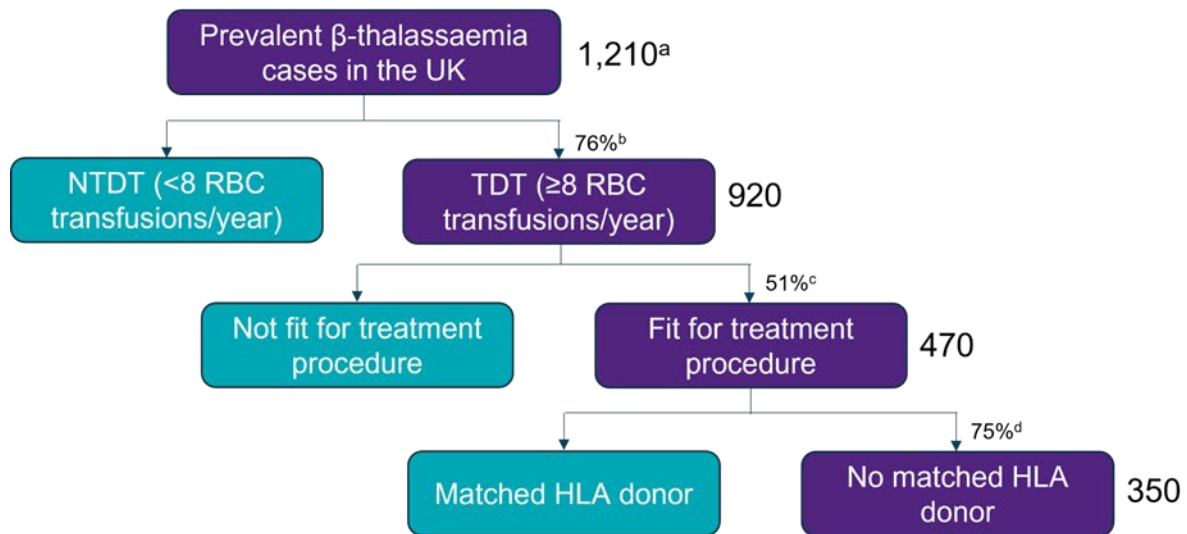 Prevalent β-thalassaemia
cases in the UK
1,210ᵃ
76%ᵇ
NTDT (<8 RBC
transfusions/year)
TDT (≥8 RBC
transfusions/year)
920
51%ᶜ
Not fit for treatment
procedure
Fit for treatment
procedure
470
75%ᵈ
Matched HLA donor
No matched HLA
donor
350